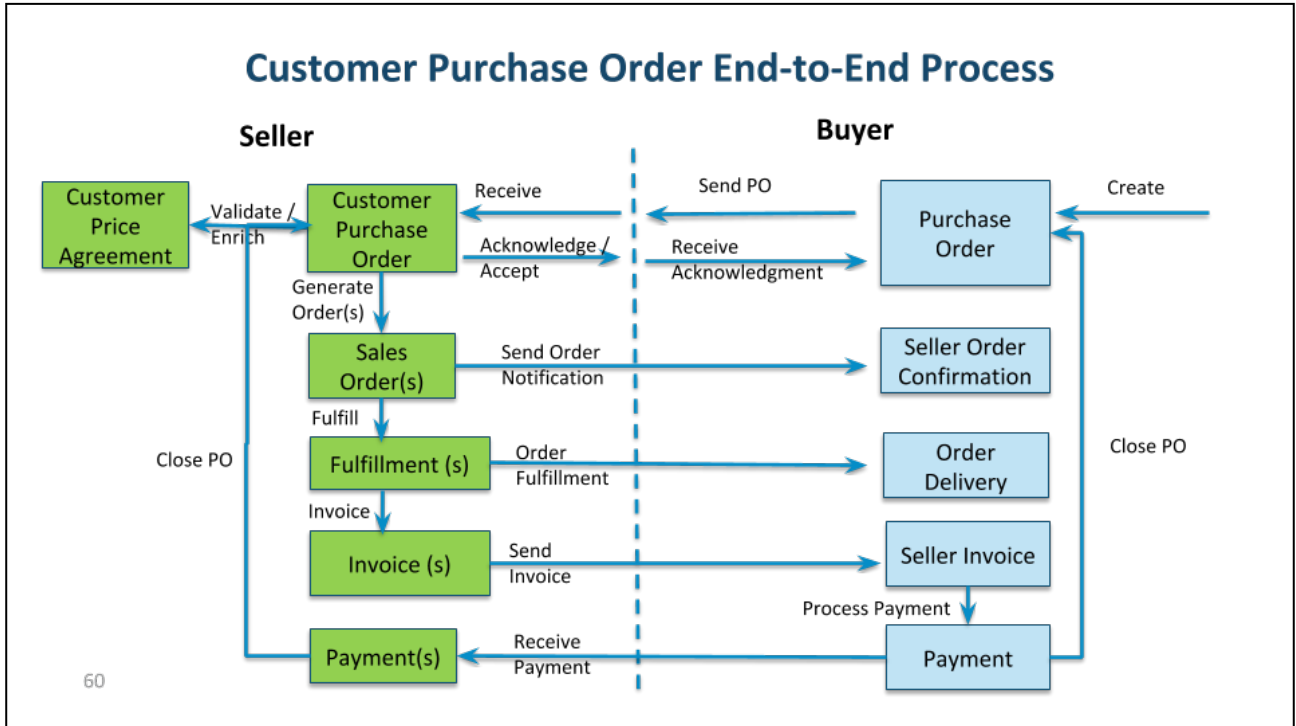 Customer Purchase Order End-to-End Process
Seller
Buyer
Customer
Price
Agreement
Validate /
Enrich
Customer
Purchase
Order
Receive
Acknowledge /
Accept
Send PO
Receive
Acknowledgment
Purchase
Order
Create
Generate
Order(s)
Sales
Order(s)
Send Order
Notification
Seller Order
Confirmation
Fulfill
Close PO
Fulfillment (s)
Order
Fulfillment
Order
Delivery
Close PO
Invoice
Invoice (s)
Send
Invoice
Seller Invoice
Process Payment
Payment(s)
Receive
Payment
Payment
60